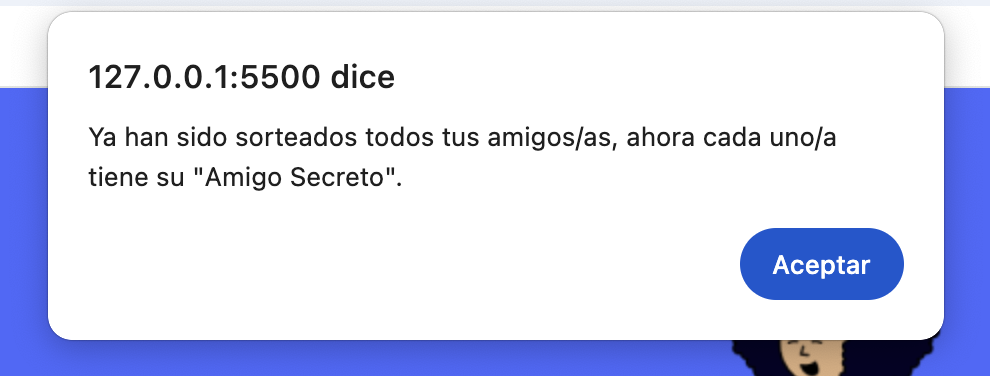 127.0.0.1:5500 dice
Ya han sido sorteados todos tus amigos/as, ahora cada uno/a
tiene su "Amigo Secreto".
Aceptar